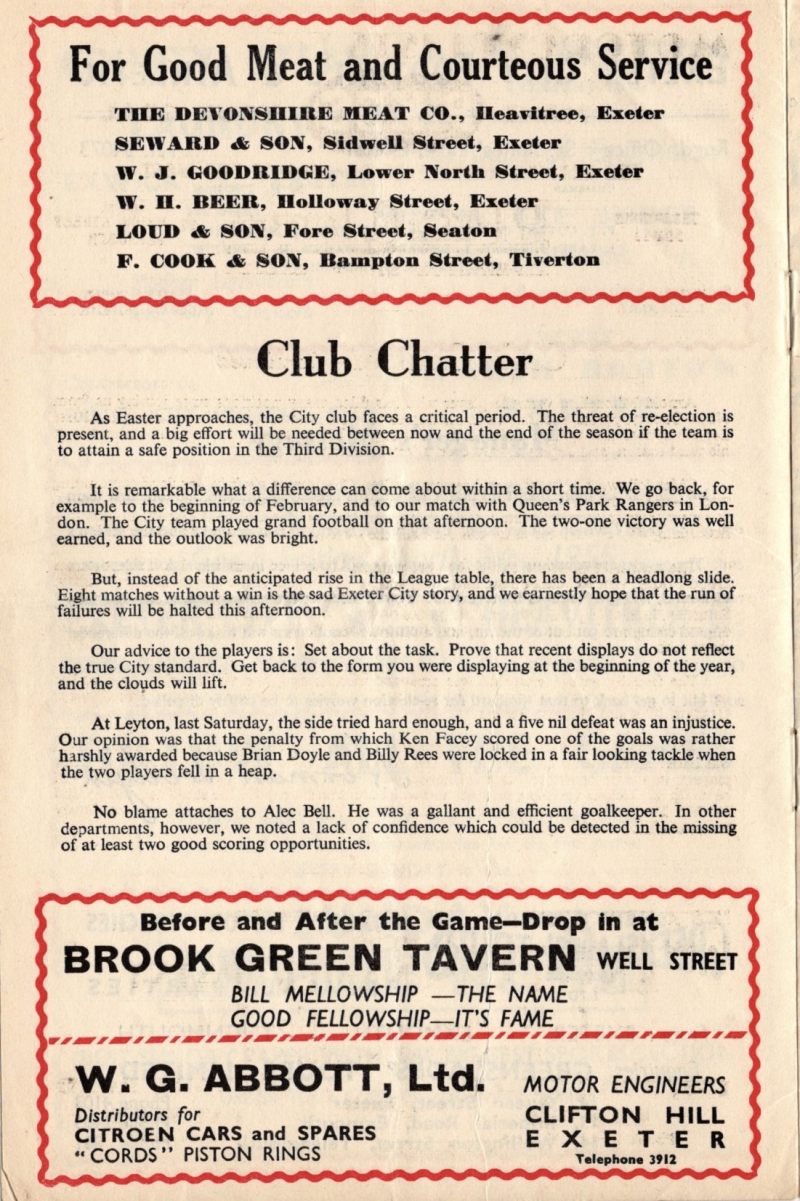 For Good Meat and Courteous Service
THE DEVONSHIRE MEAT CO., Heavitree, Exeter
SEWARD & SON, Sidwell Street, Exeter
W. J. GOODRIDGE, Lower North Street, Exeter
W. H. BEER, Holloway Street, Exeter
LOUD & SON, Fore Street, Seaton
F. COOK & SON, Bampton Street, Tiverton
Club Chatter
As Easter approaches, the City club faces a critical period. The threat of re-election is
present, and a big effort will be needed between now and the end of the season if the team is
to attain a safe position in the Third Division.
It is remarkable what a difference can come about within a short time. We go back, for
example to the beginning of February, and to our match with Queen's Park Rangers in Lon-
don. The City team played grand football on that afternoon. The two-one victory was well
earned, and the outlook was bright.
But, instead of the anticipated rise in the League table, there has been a headlong slide.
Eight matches without a win is the sad Exeter City story, and we earnestly hope that the run of
failures will be halted this afternoon.
Our advice to the players is: Set about the task. Prove that recent displays do not reflect
the true City standard. Get back to the form you were displaying at the beginning of the year,
and the clouds will lift.
At Leyton, last Saturday, the side tried hard enough, and a five nil defeat was an injustice.
Our opinion was that the penalty from which Ken Facey scored one of the goals was rather
harshly awarded because Brian Doyle and Billy Rees were locked in a fair looking tackle when
the two players fell in a heap.
No blame attaches to Alec Bell. He was a gallant and efficient goalkeeper. In other
departments, however, we noted a lack of confidence which could be detected in the missing
of at least two good scoring opportunities.
Before and After the Game—Drop in at
BROOK GREEN TAVERN WELL STREET
BILL MELLOWSHIP —THE NAME
GOOD FELLOWSHIP—IT'S FAME
W. G. ABBOTT, Ltd. MOTOR ENGINEERS
Distributors for
CITROEN CARS and SPARES
"CORDS" PISTON RINGS
CLIFTON HILL
EXETER
Telephone 3912